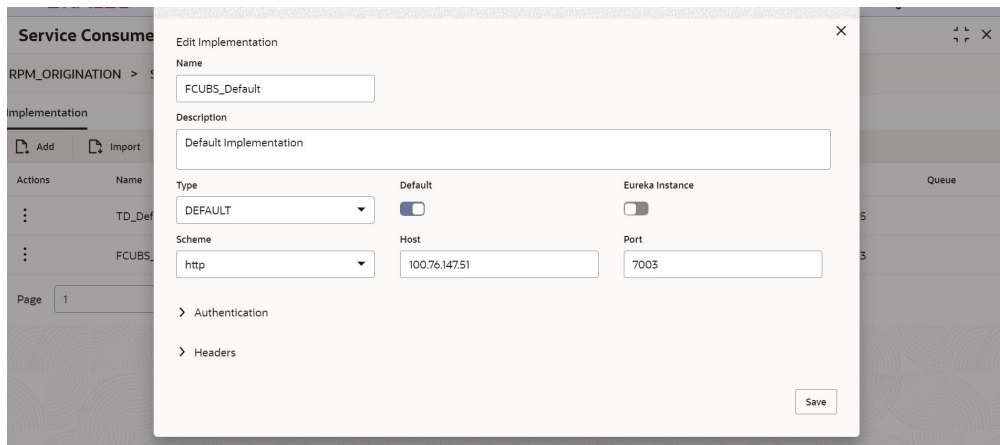 Service Consume
RPM_ORIGINATION > S
Implementation
Add Import
Actions Name Queue
TD_Def 5
FCUBS_ 3
Page 1
Edit Implementation
Name
FCUBS_Default
Description
Default Implementation
Type Default Eureka Instance
DEFAULT
Scheme Host Port
http 100.76.147.51 7003
Authentication
Headers
Save